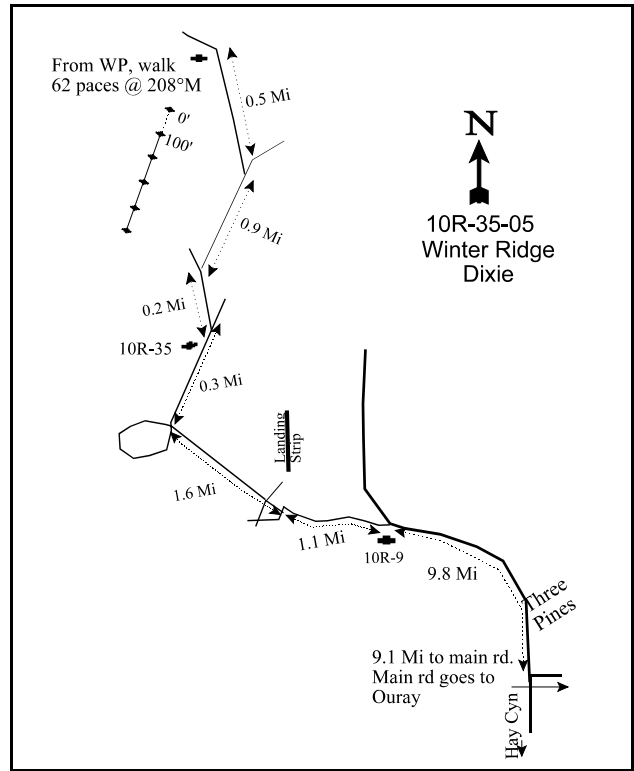 From WP, walk
62 paces @ 208°M
0'
100'
0.5 Mi
N
10R-35-05
Winter Ridge
Dixie
0.9 Mi
0.2 Mi
10R-35
0.3 Mi
Landing
Strip
1.6 Mi
1.1 Mi
10R-9
9.8 Mi
Three
Pines
9.1 Mi to main rd.
Main rd goes to
Ouray
Hay Cyn